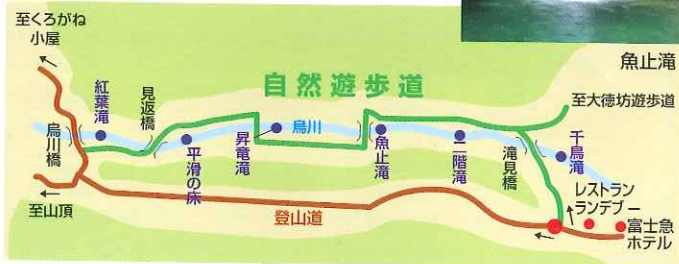 至くろがね
小屋
魚止滝
自然遊歩道
至大徳坊遊歩道
紅葉滝
見返橋
昇竜滝
烏川
魚止滝
二階滝
滝見橋
千鳥滝
烏川橋
平滑の床
レストラン
ランデブー
富士急
ホテル
至山頂
登山道